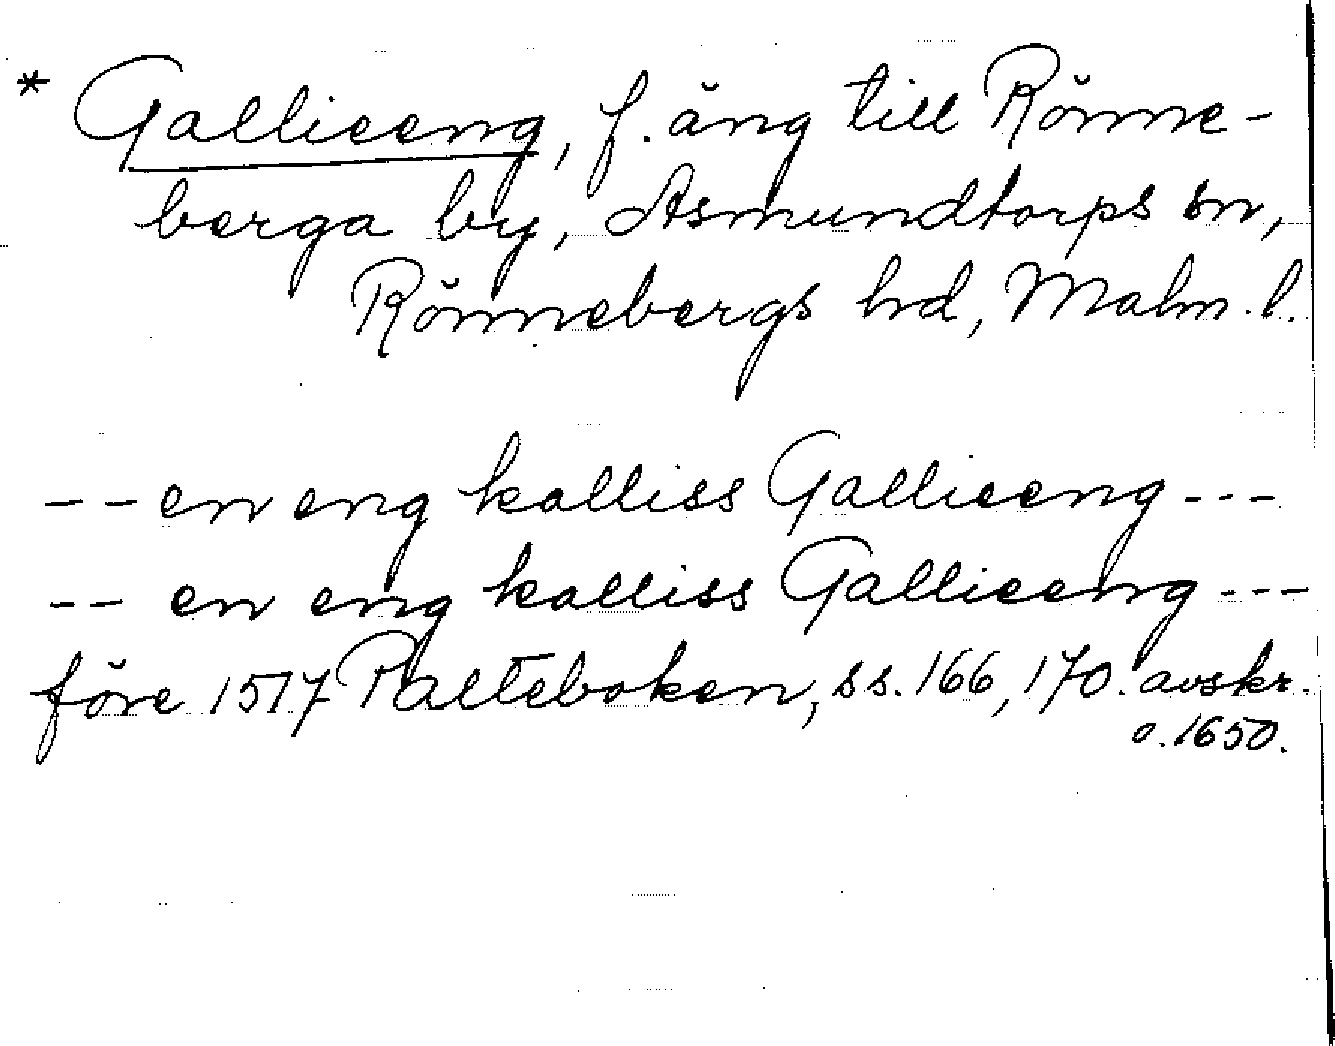 * Gallieeng, f. äng till Rönne-
berga by, Asmundtorps sn,
Rönnebergs hd, Malm. l.
-- en eng kalliss Gallieeng ---
-- en eng kalliss Gallieeng ---
före 1517 Palteboken, ss. 166, 170. avskr.
o. 1650.